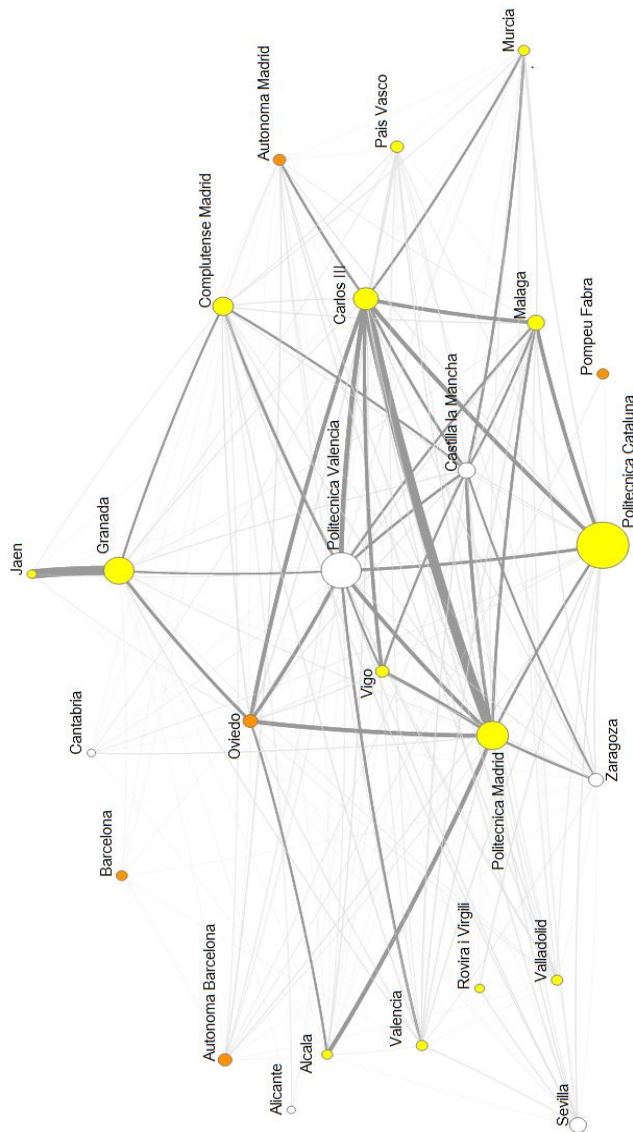 Murcia
Autonoma Madrid
Pais Vasco
Complutense Madrid
Carlos III
Malaga
Pompeu Fabra
Castilla la Mancha
Politecnica Valencia
Politecnica Cataluna
Granada
Jaen
Vigo
Oviedo
Cantabria
Politecnica Madrid
Zaragoza
Barcelona
Rovira i Virgili
Valladolid
Autonoma Barcelona
Valencia
Alcala
Alicante
Sevilla